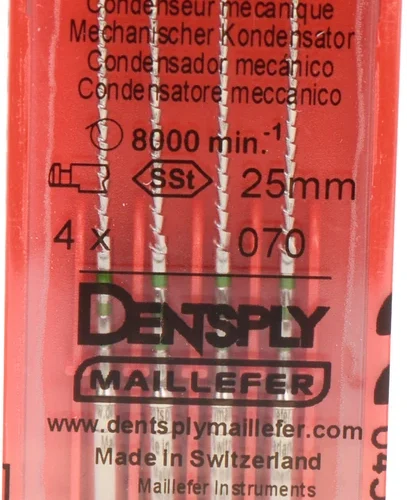 Condenseur mécanique
Mechanischer Kondensator
Condensador mecánico
Condensatore meccanico
8000 min.-1
SSt 25mm
4 x 070
DENTSPLY
MAILLEFER
www.dentsplymaillefer.com
Made in Switzerland
Maillefer Instruments